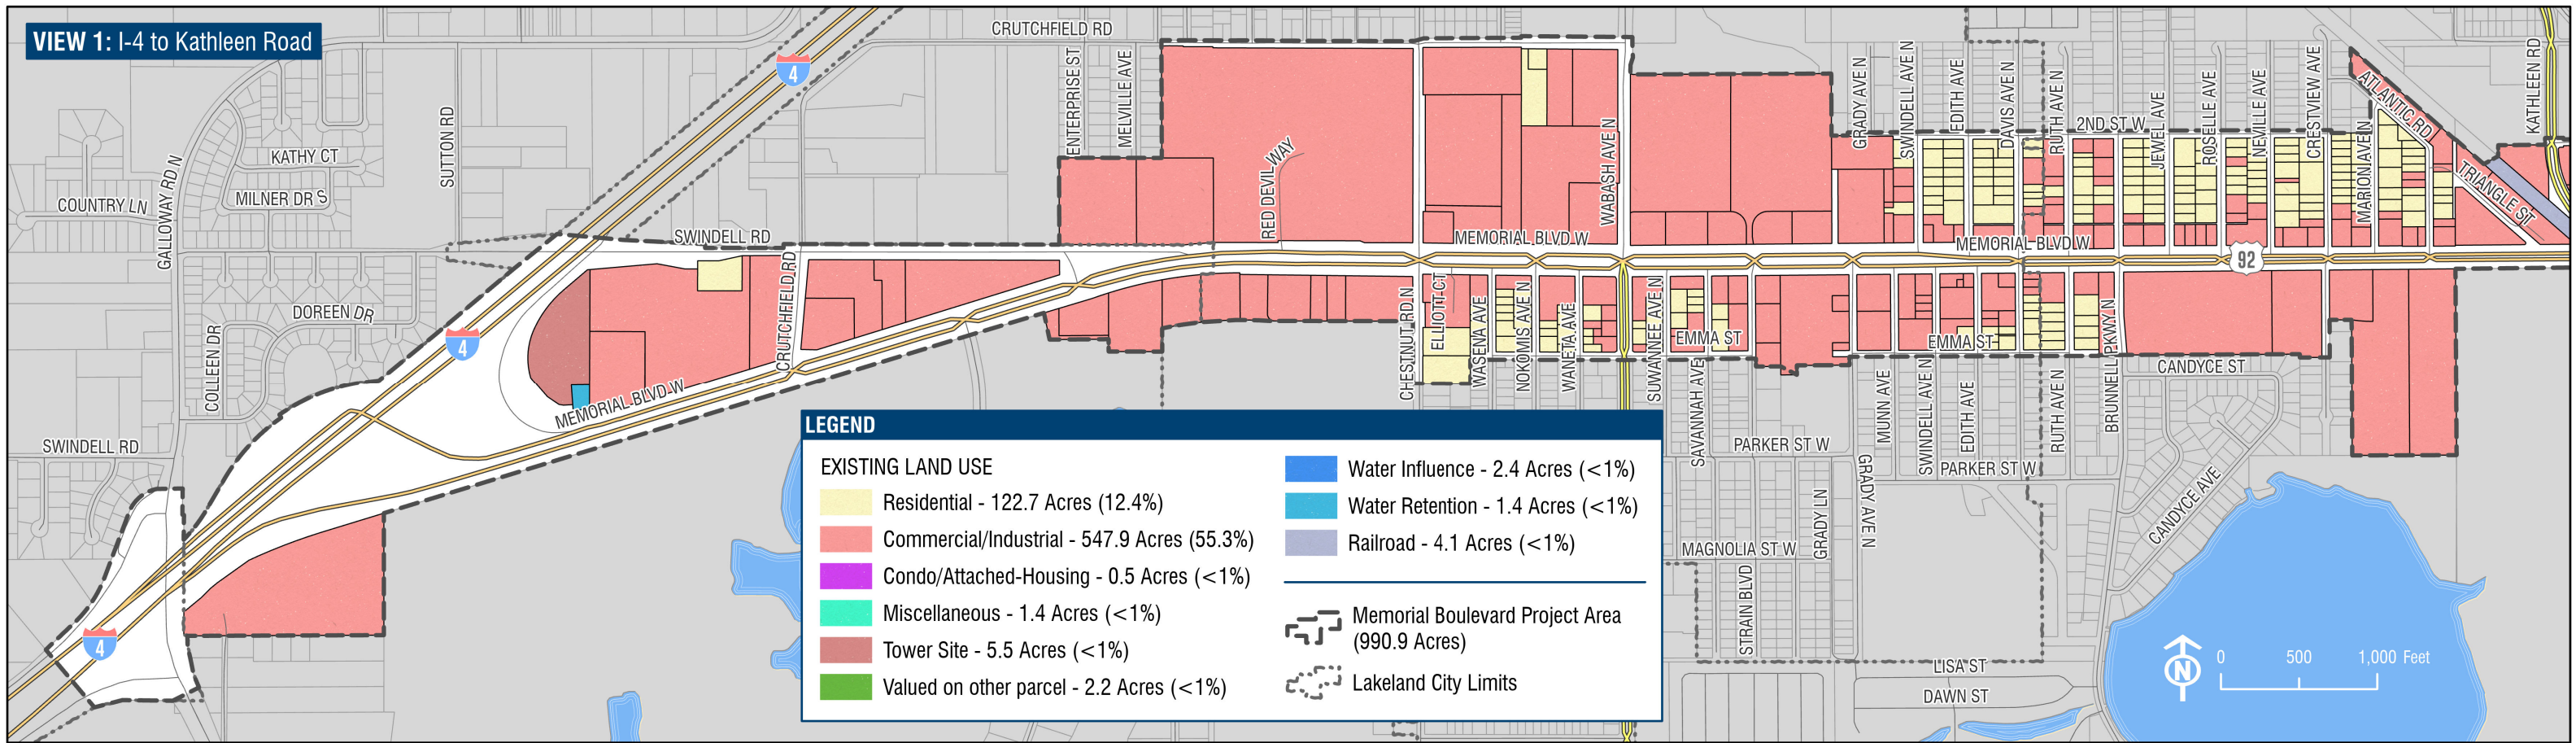 VIEW 1: I-4 to Kathleen Road
CRUTCHFIELD RD
4
ENTERPRISE ST
MELVILLE AVE
SUTTON RD
KATHY CT
MILNER DR S
COUNTRY LN
GALLOWAY RD N
SWINDELL RD
RED DEVIL WAY
WABASH AVE N
MEMORIAL BLVD W
GRADY AVE N
SWINDELL AVE N
EDITH AVE
DAVIS AVE N
RUTH AVE N
2ND ST W
JEWEL AVE
ROSELLE AVE
NEVILLE AVE
CRESTVIEW AVE
MARION AVE N
ATLANTIC RD
TRIANGLE ST
KATHLEEN RD
MEMORIAL BLVD W
92
DOREEN DR
COLLEEN DR
4
CRUTCHFIELD RD
MEMORIAL BLVD W
SWINDELL RD
4
CHESTNUT RD N
ELLIOTT CT
WASENA AVE
NOKOMIS AVE N
WANETA AVE
SUWANNEE AVE N
EMMA ST
SAVANNAH AVE
EMMA ST
MUNN AVE
SWINDELL AVE N
EDITH AVE
RUTH AVE N
BRUNNELL PKWY N
CANDYCE ST
PARKER ST W
PARKER ST W
GRADY AVE N
GRADY LN
CANDYCE AVE
MAGNOLIA ST W
STRAIN BLVD
LISA ST
DAWN ST
N
0 500 1,000 Feet
LEGEND
EXISTING LAND USE
Residential - 122.7 Acres (12.4%)
Commercial/Industrial - 547.9 Acres (55.3%)
Condo/Attached-Housing - 0.5 Acres (<1%)
Miscellaneous - 1.4 Acres (<1%)
Tower Site - 5.5 Acres (<1%)
Valued on other parcel - 2.2 Acres (<1%)
Water Influence - 2.4 Acres (<1%)
Water Retention - 1.4 Acres (<1%)
Railroad - 4.1 Acres (<1%)
Memorial Boulevard Project Area
(990.9 Acres)
Lakeland City Limits